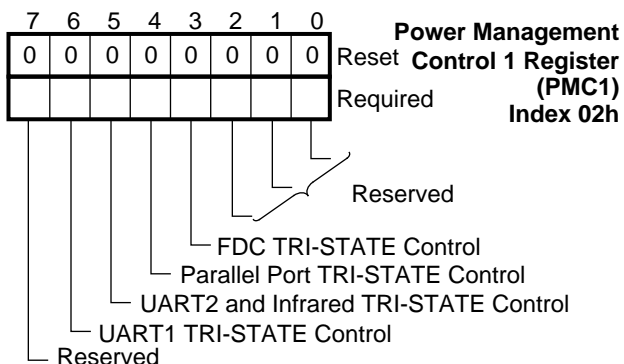 7 6 5 4 3 2 1 0
Power Management
0 0 0 0 0 0 0 0 Reset
Control 1 Register
(PMC1)
Required
Index 02h
Reserved
FDC TRI-STATE Control
Parallel Port TRI-STATE Control
UART2 and Infrared TRI-STATE Control
UART1 TRI-STATE Control
Reserved